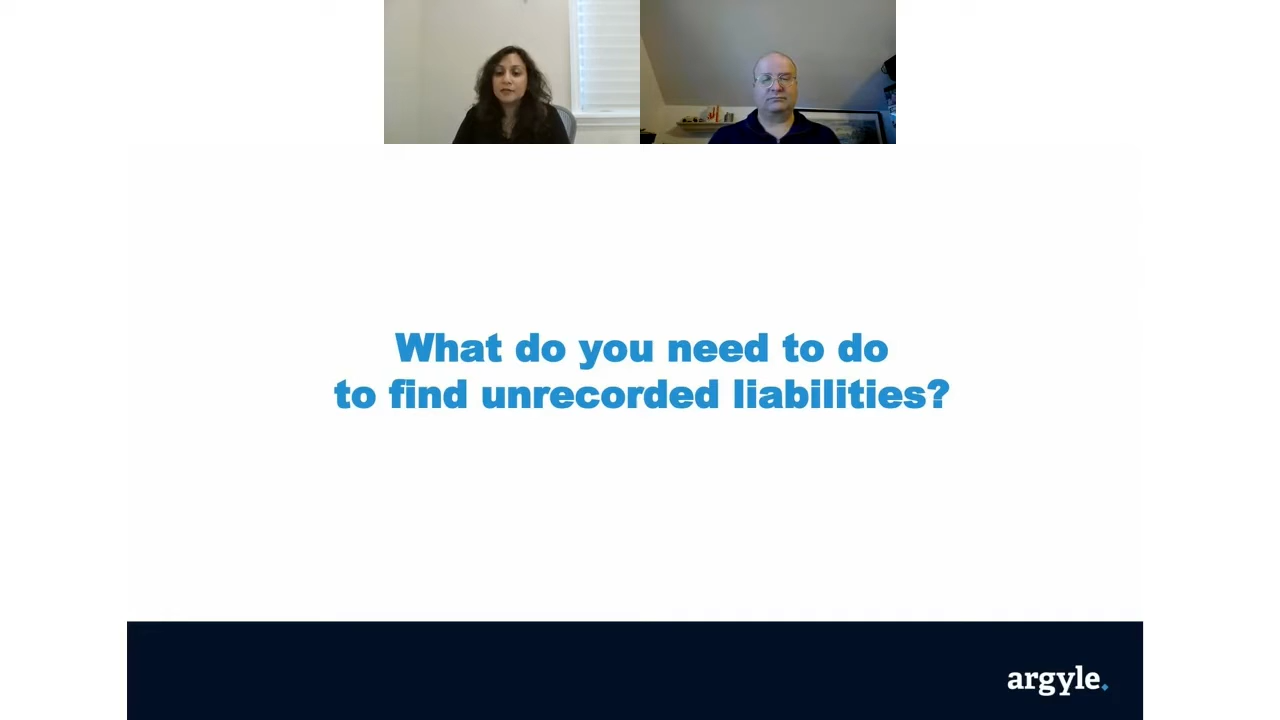 What do you need to do
to find unrecorded liabilities?
argyle.